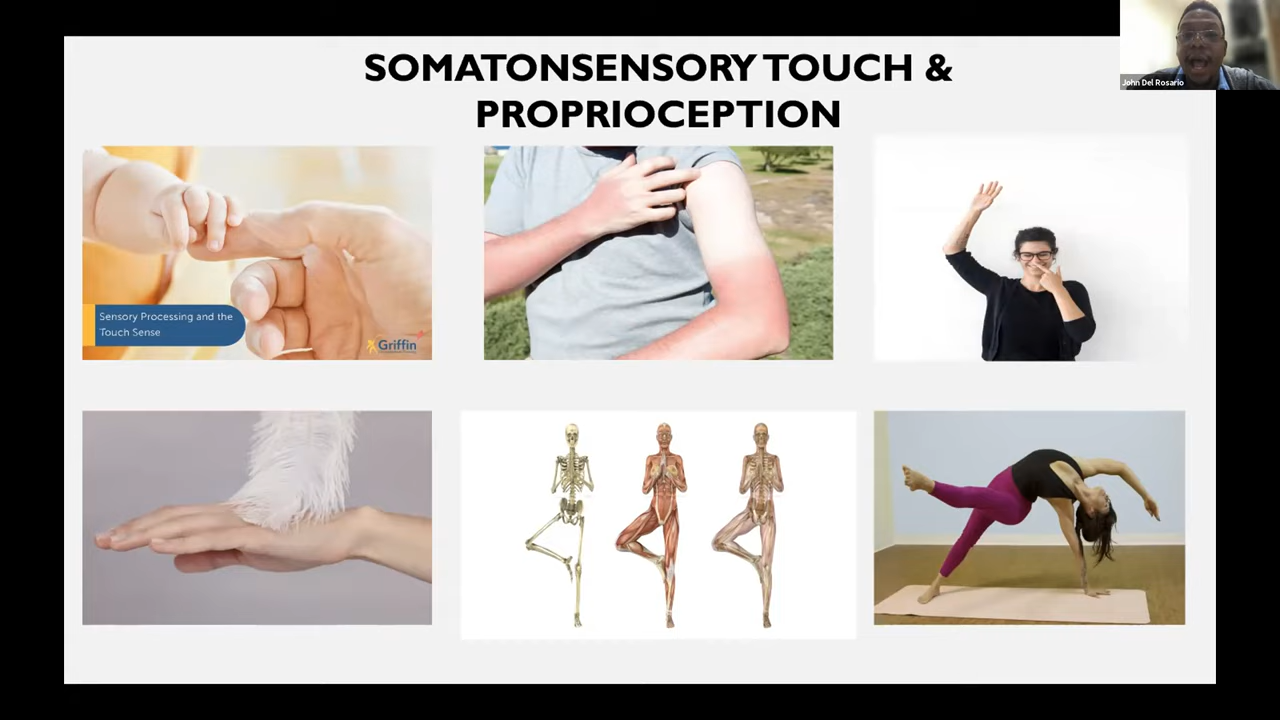 SOMATONSENSORY TOUCH &
PROPRIOCEPTION
John Del Rosario
Sensory Processing and the
Touch Sense
Griffin